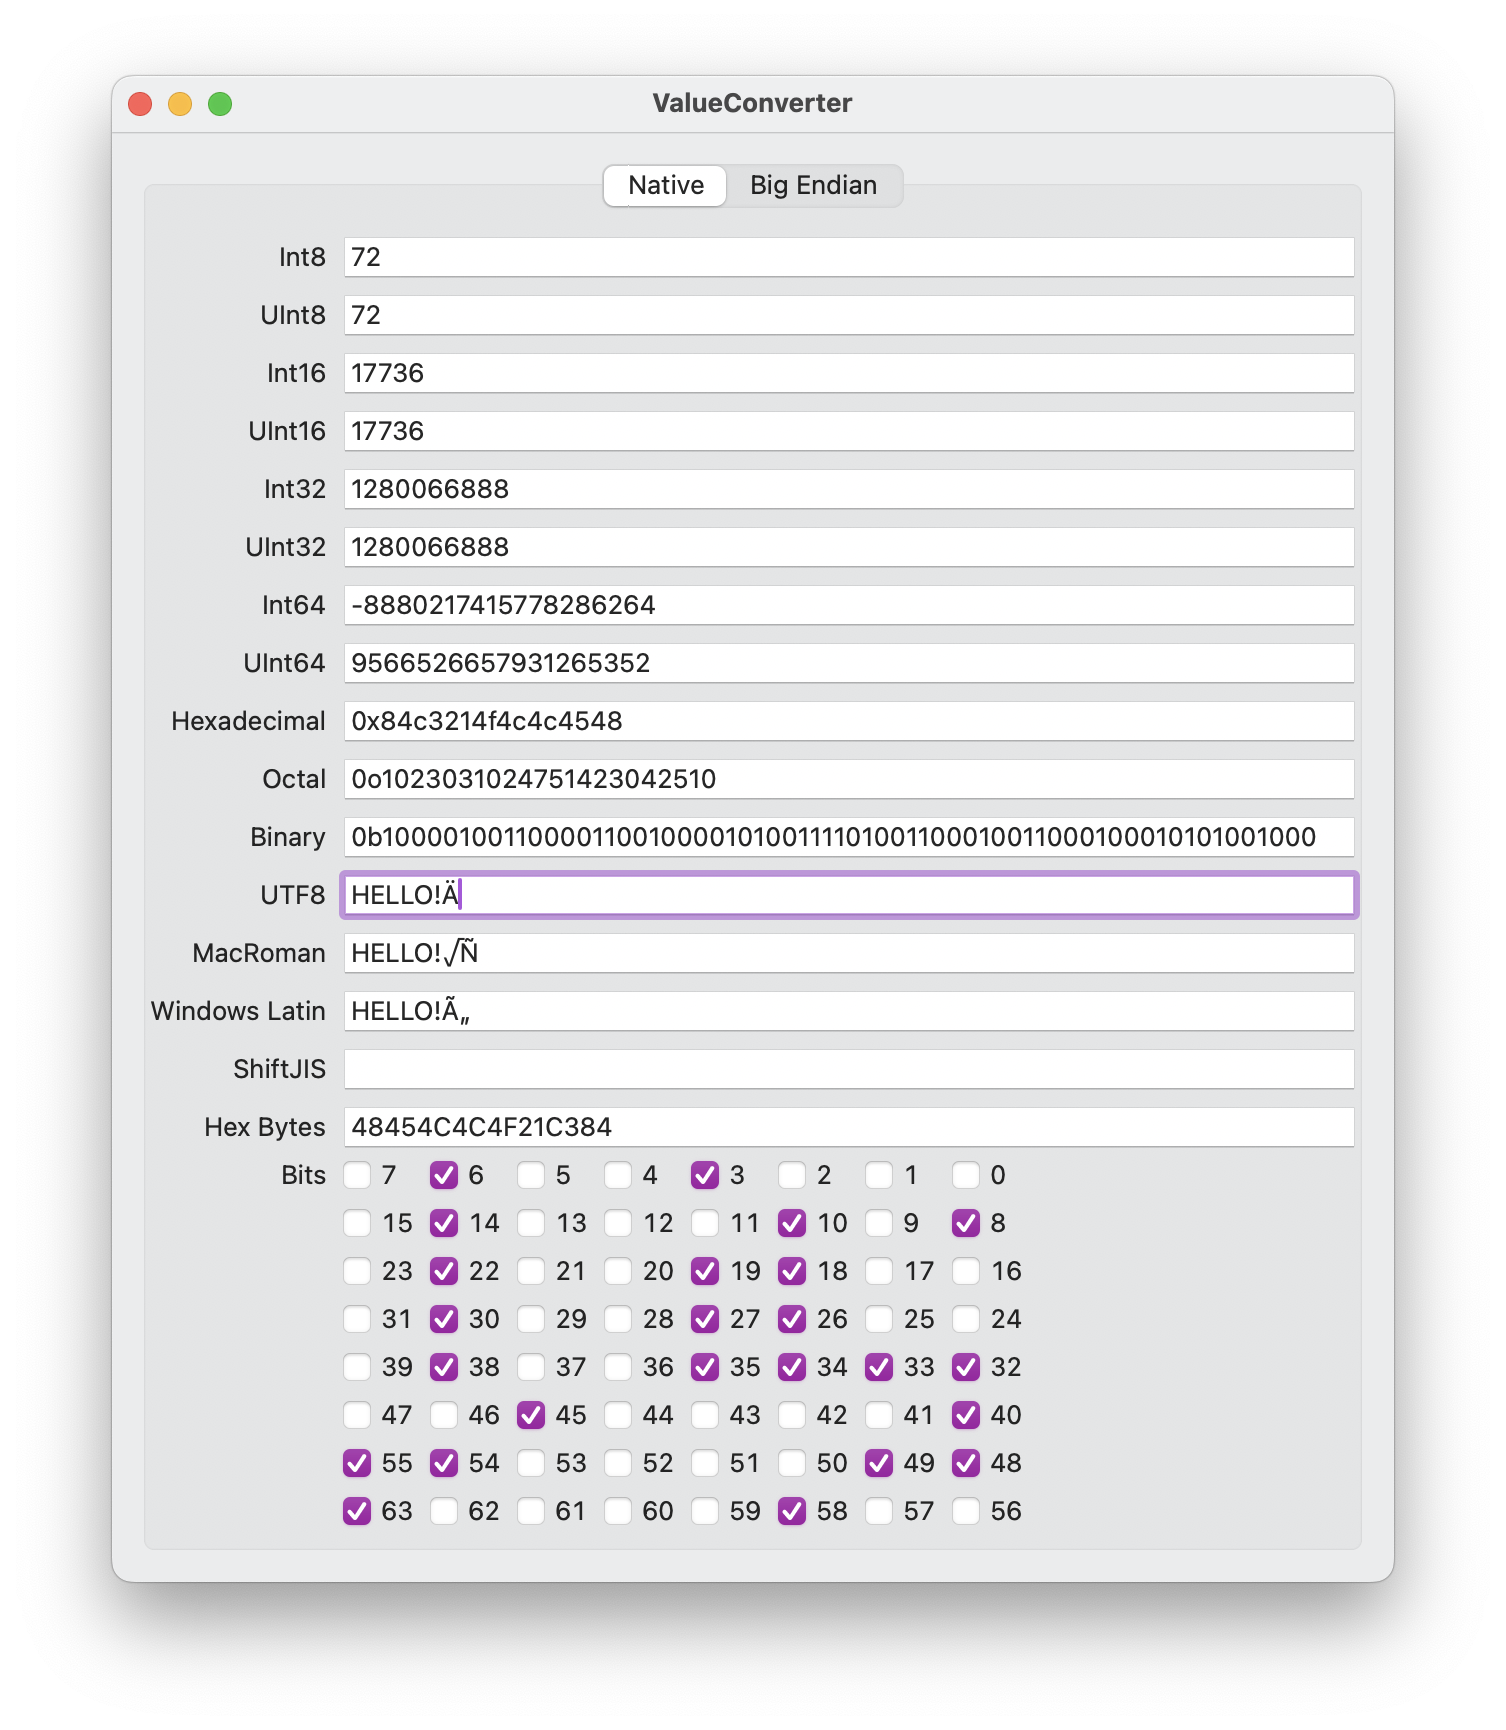 ValueConverter
Native Big Endian
Int8 72
UInt8 72
Int16 17736
UInt16 17736
Int32 1280066888
UInt32 1280066888
Int64 -8880217415778286264
UInt64 9566526657931265352
Hexadecimal 0x84c3214f4c4c4548
Octal 0o1023031024751423042510
Binary 0b1000010011000011001000010100111101001100010011000100010101001000
UTF8 HELLO!Ä
MacRoman HELLO!√Ñ
Windows Latin HELLO!Ã„
ShiftJIS
Hex Bytes 48454C4C4F21C384
Bits 7 6 5 4 3 2 1 0
15 14 13 12 11 10 9 8
23 22 21 20 19 18 17 16
31 30 29 28 27 26 25 24
39 38 37 36 35 34 33 32
47 46 45 44 43 42 41 40
55 54 53 52 51 50 49 48
63 62 61 60 59 58 57 56